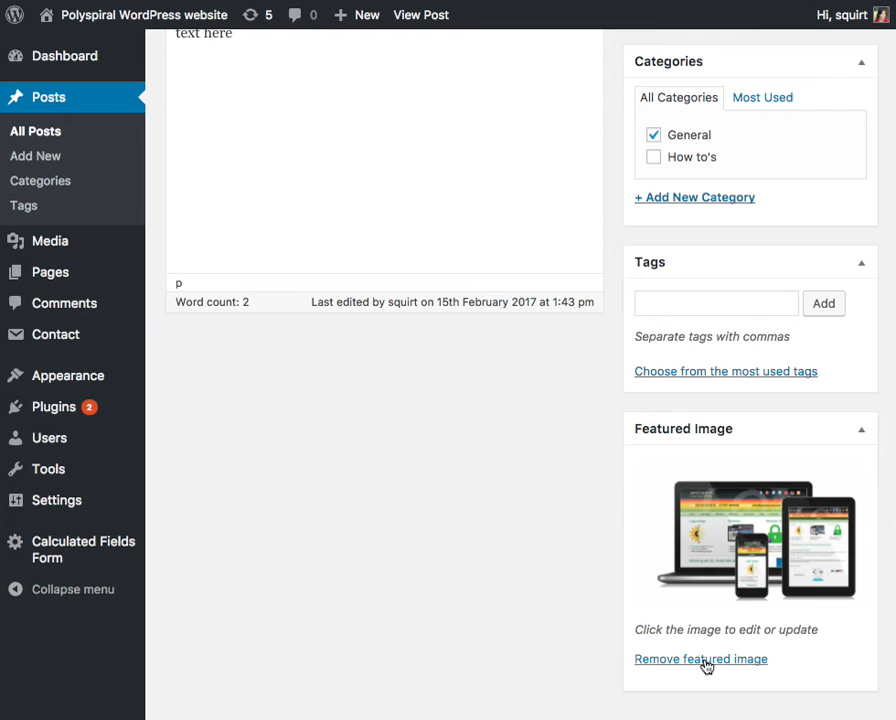 Polyspiral WordPress website 5 0 New View Post Hi, squirt
Dashboard
Posts
All Posts
Add New
Categories
Tags
Media
Pages
Comments
Contact
Appearance
Plugins 2
Users
Tools
Settings
Calculated Fields
Form
Collapse menu
text here
p
Word count: 2 Last edited by squirt on 15th February 2017 at 1:43 pm
Categories
All Categories Most Used
General
How to's
+ Add New Category
Tags
Add
Separate tags with commas
Choose from the most used tags
Featured Image
Click the image to edit or update
Remove featured image